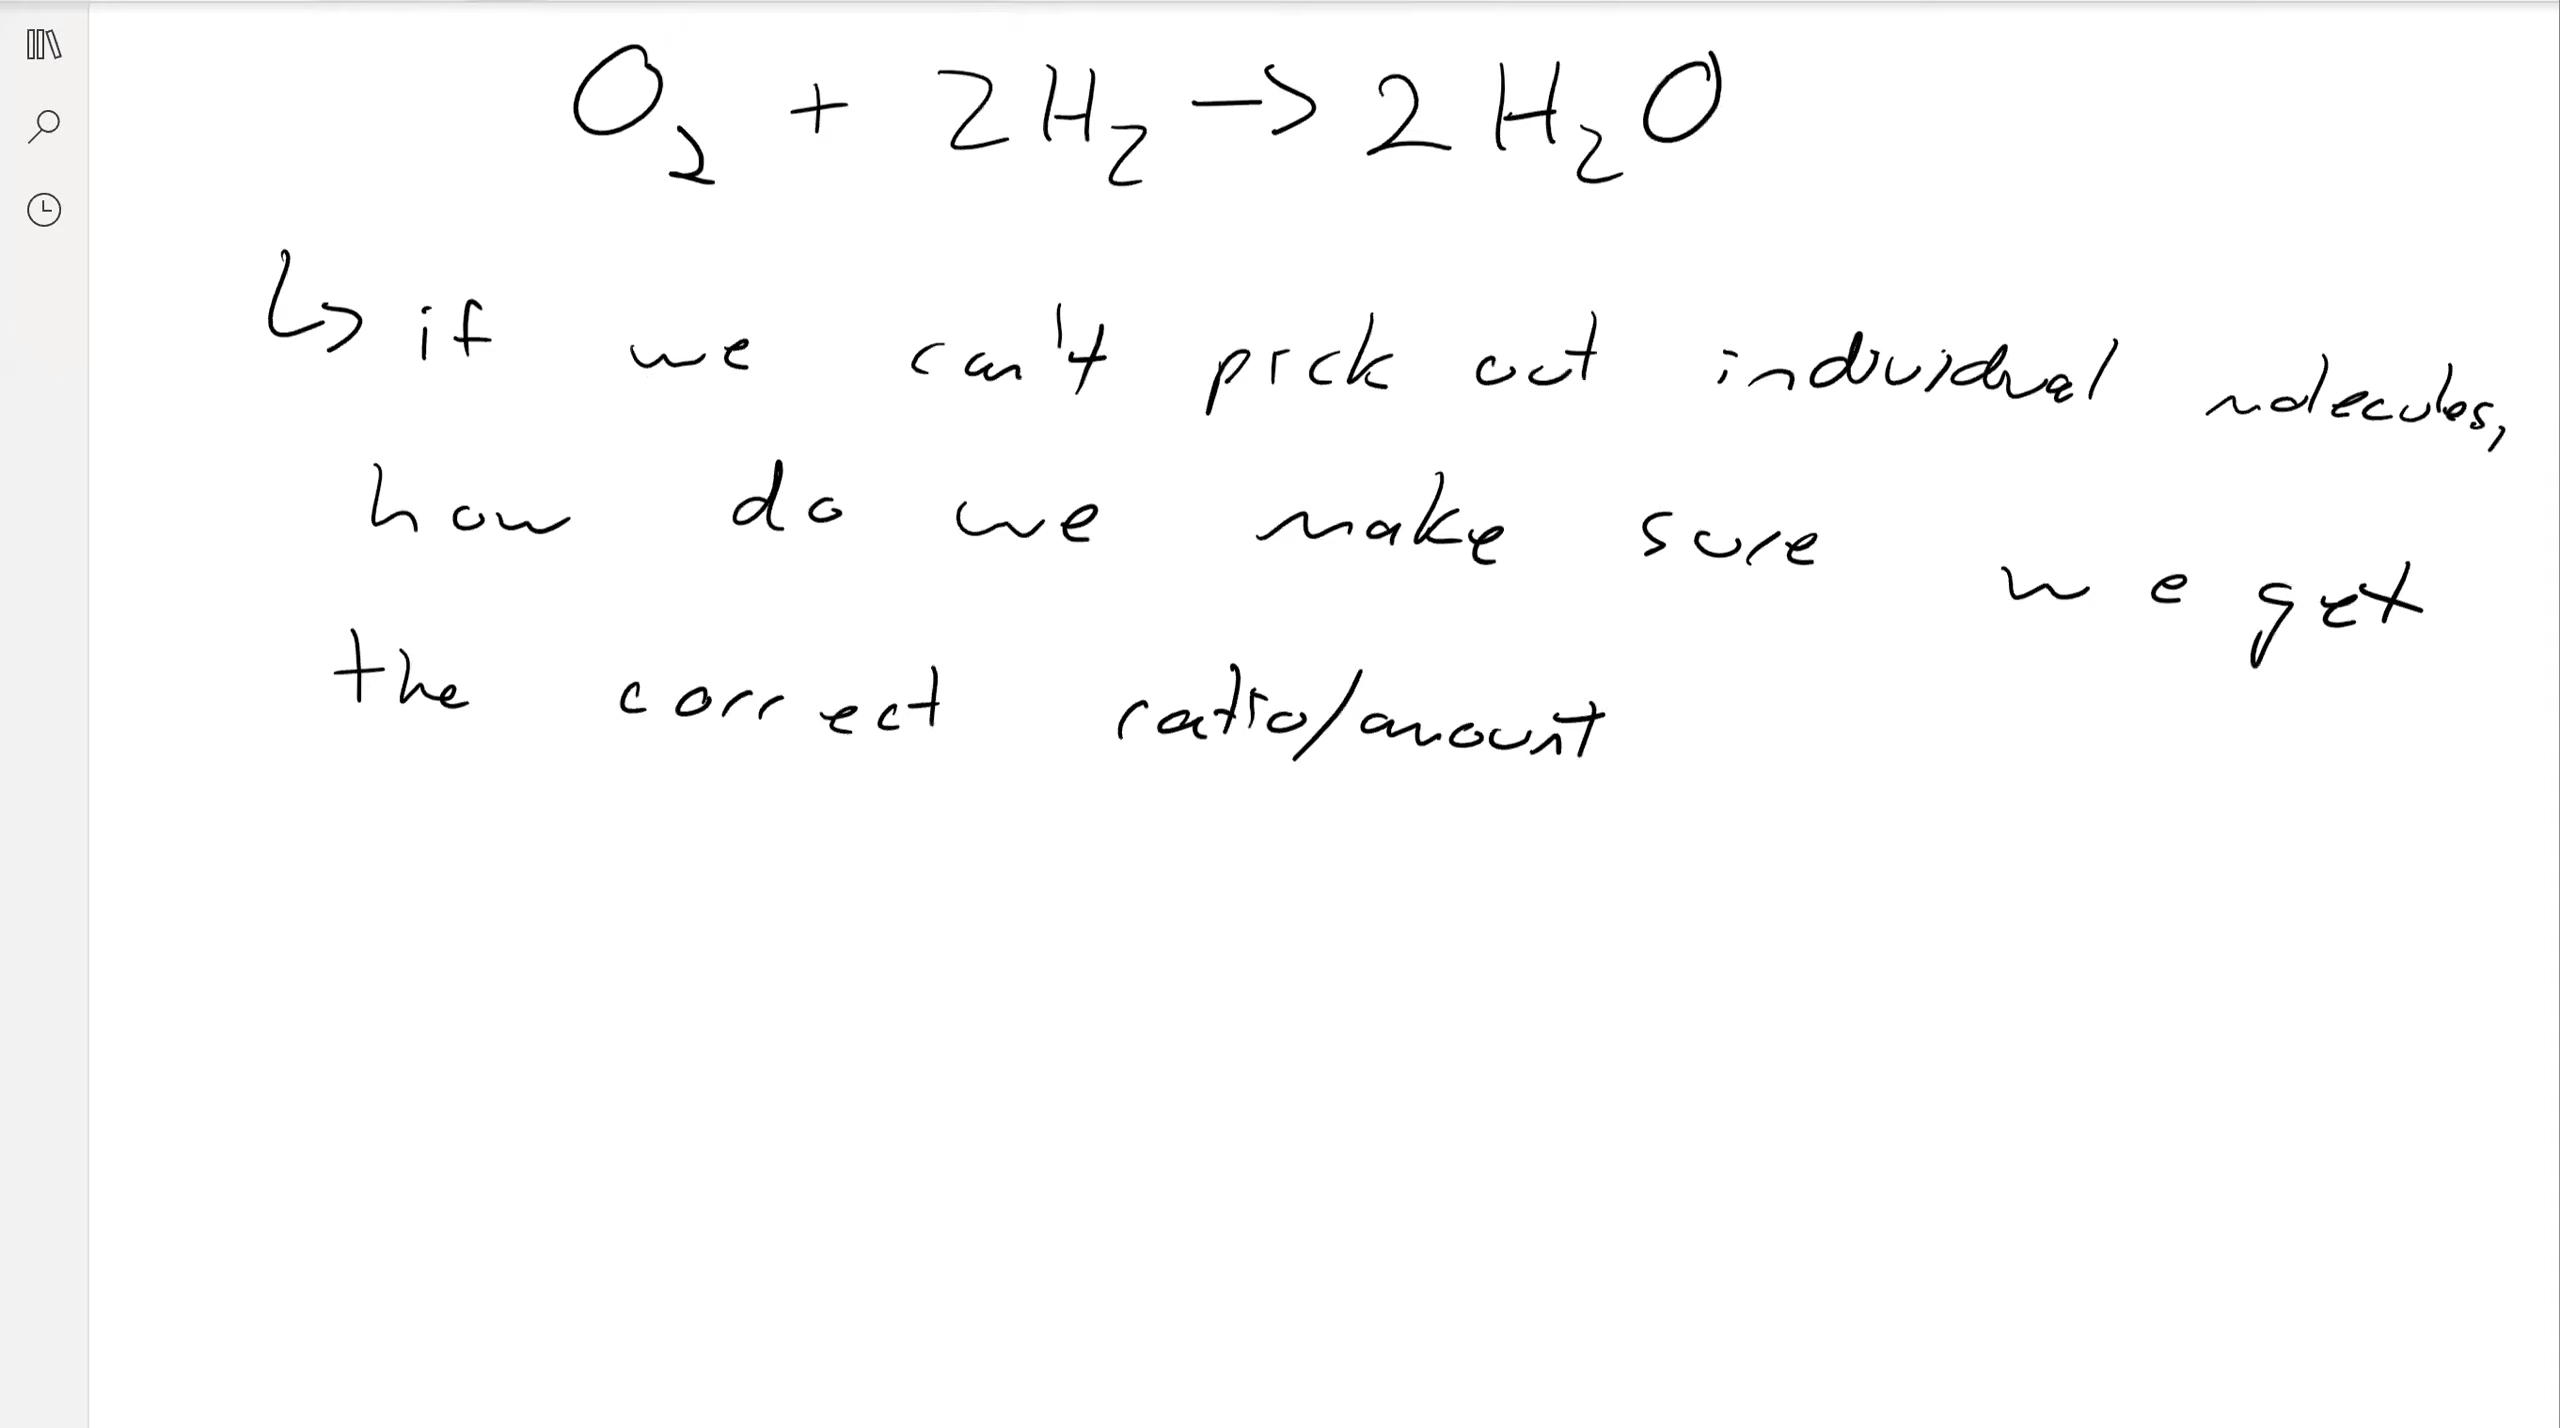 O₂ + 2H₂ → 2H₂O
↳ if we can't pick out individual molecules,
how do we make sure we get
the correct ratio/amount